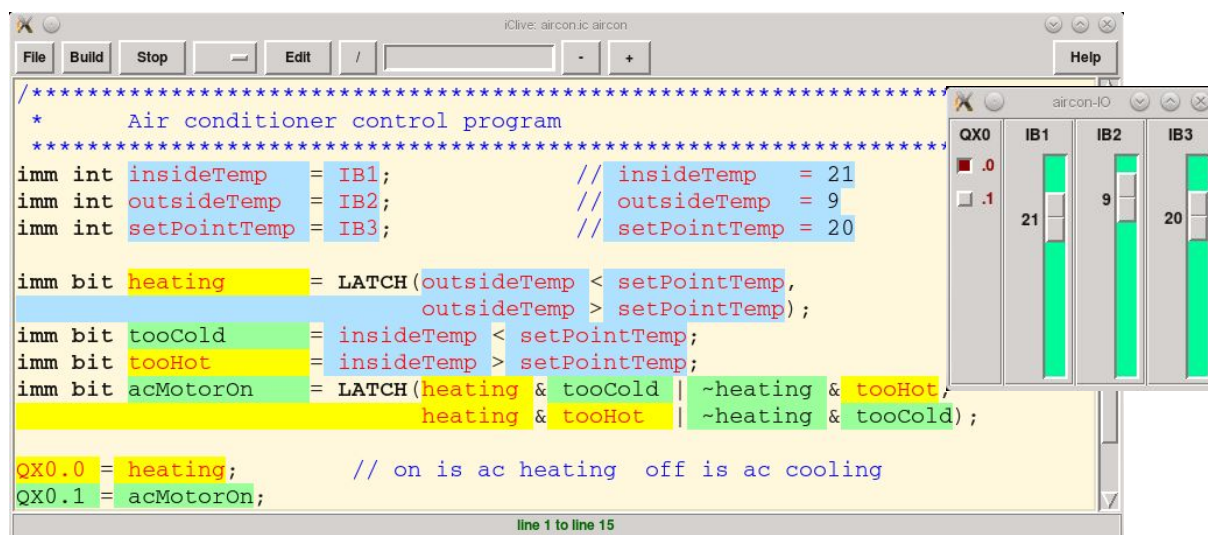 iClive: aircon.ic aircon
File Build Stop Edit / - + Help
/*******************************************************************
 *      Air conditioner control program
 *******************************************************************
imm int insideTemp   = IB1;             // insideTemp   = 21
imm int outsideTemp  = IB2;             // outsideTemp  = 9
imm int setPointTemp = IB3;             // setPointTemp = 20
imm bit heating      = LATCH(outsideTemp < setPointTemp,
                             outsideTemp > setPointTemp);
imm bit tooCold      = insideTemp < setPointTemp;
imm bit tooHot       = insideTemp > setPointTemp;
imm bit acMotorOn    = LATCH(heating & tooCold | ~heating & tooHot,
                             heating & tooHot  | ~heating & tooCold);
QX0.0 = heating;        // on is ac heating  off is ac cooling
QX0.1 = acMotorOn;
line 1 to line 15
aircon-IO
QX0 IB1 IB2 IB3
.0
.1
21 9 20